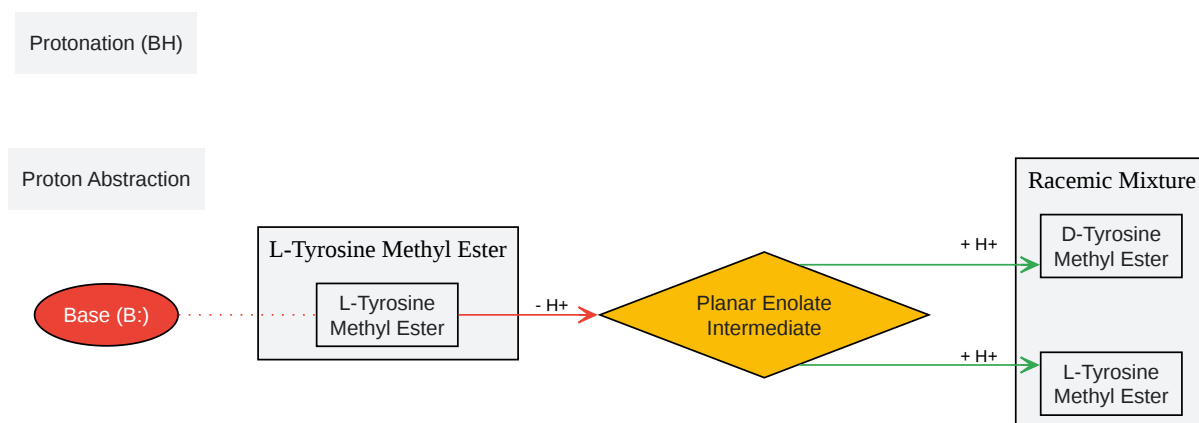 Protonation (BH)
Proton Abstraction
Racemic Mixture
L-Tyrosine Methyl Ester
D-Tyrosine
Methyl Ester
+ H+
Base (B:)
L-Tyrosine
Methyl Ester
- H+
Planar Enolate
Intermediate
+ H+
L-Tyrosine
Methyl Ester